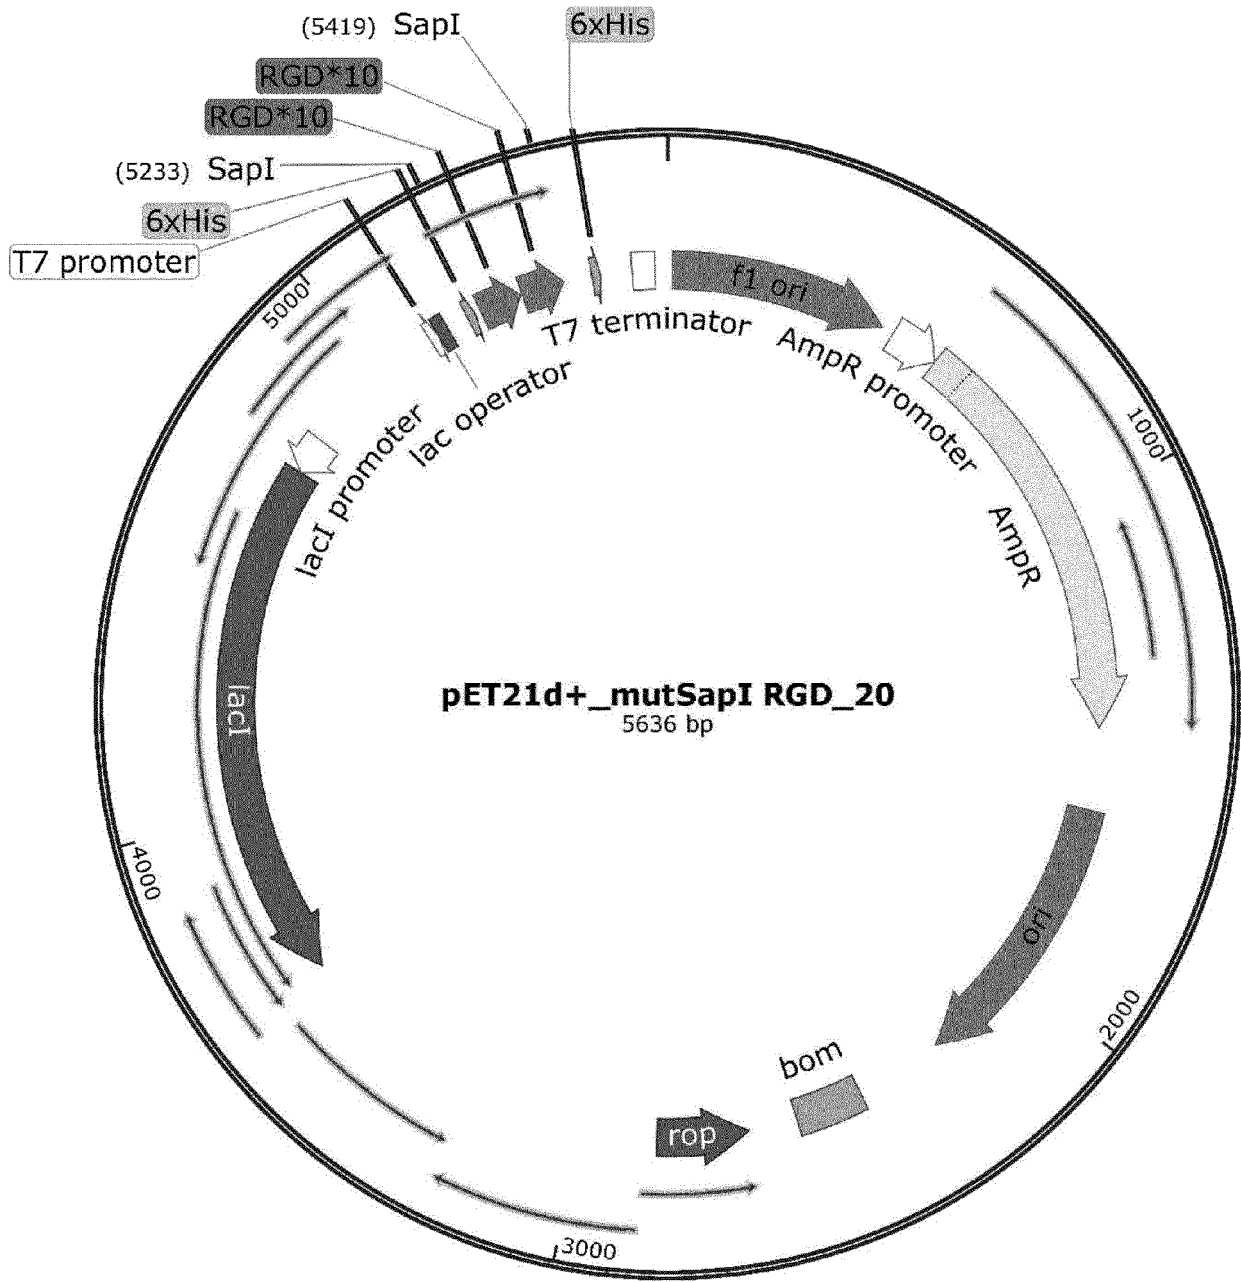 (5419) SapI
6xHis
RGD*10
RGD*10
(5233) SapI
6xHis
T7 promoter
5000
f1 ori
T7 terminator
AmpR promoter
lac operator
lacI promoter
1000
AmpR
lacI
pET21d+_mutSapI RGD_20
5636 bp
4000
ori
2000
bom
rop
3000